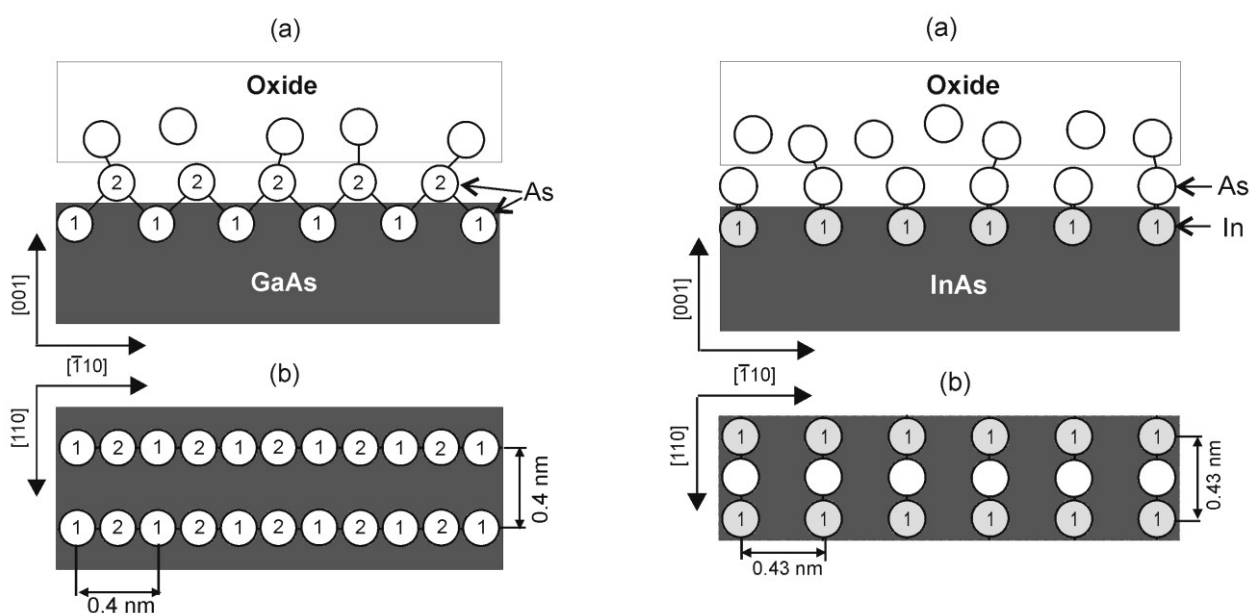 (a)
Oxide
2 2 2 2 2
As
1 1 1 1 1 1
GaAs
[001]
[1̅10]
(b)
[110]
1 2 1 2 1 2 1 2 1 2 1
0.4 nm
1 2 1 2 1 2 1 2 1 2 1
0.4 nm
(a)
Oxide
As
1 1 1 1 1 1
In
InAs
[001]
[1̅10]
(b)
[110]
1 1 1 1 1 1
0.43 nm
1 1 1 1 1 1
0.43 nm